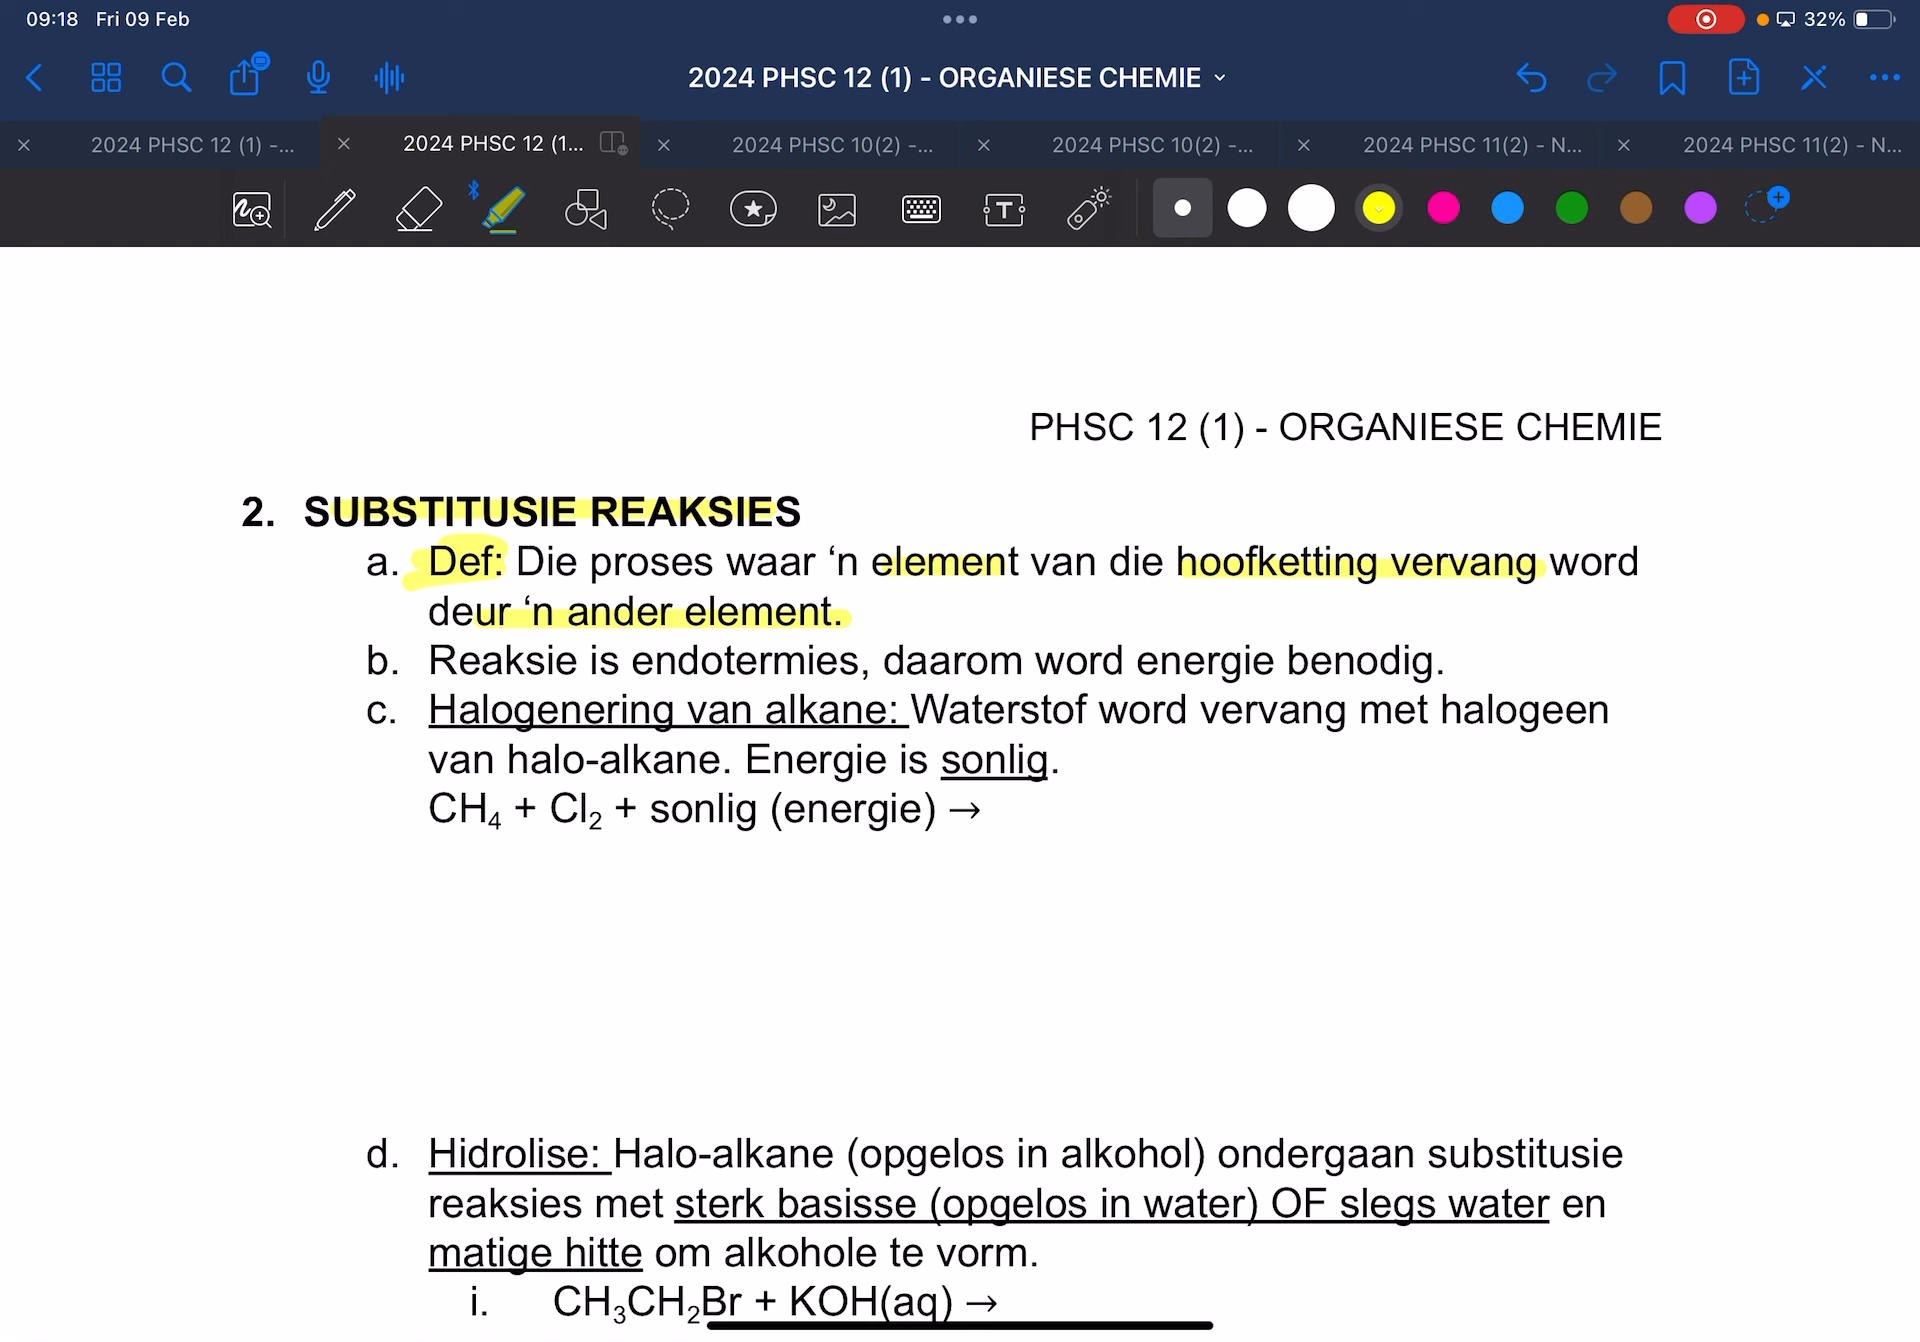 09:18 Fri 09 Feb
32%
2024 PHSC 12 (1) - ORGANIESE CHEMIE
2024 PHSC 12 (1) -... 2024 PHSC 12 (1... 2024 PHSC 10(2) -... 2024 PHSC 10(2) -... 2024 PHSC 11(2) - N... 2024 PHSC 11(2) - N...
PHSC 12 (1) - ORGANIESE CHEMIE
2. SUBSTITUSIE REAKSIES
a. Def: Die proses waar ‘n element van die hoofketting vervang word
deur ‘n ander element.
b. Reaksie is endotermies, daarom word energie benodig.
c. Halogenering van alkane: Waterstof word vervang met halogeen
van halo-alkane. Energie is sonlig.
CH₄ + Cl₂ + sonlig (energie) →
d. Hidrolise: Halo-alkane (opgelos in alkohol) ondergaan substitusie
reaksies met sterk basisse (opgelos in water) OF slegs water en
matige hitte om alkohole te vorm.
i. CH₃CH₂Br + KOH(aq) →